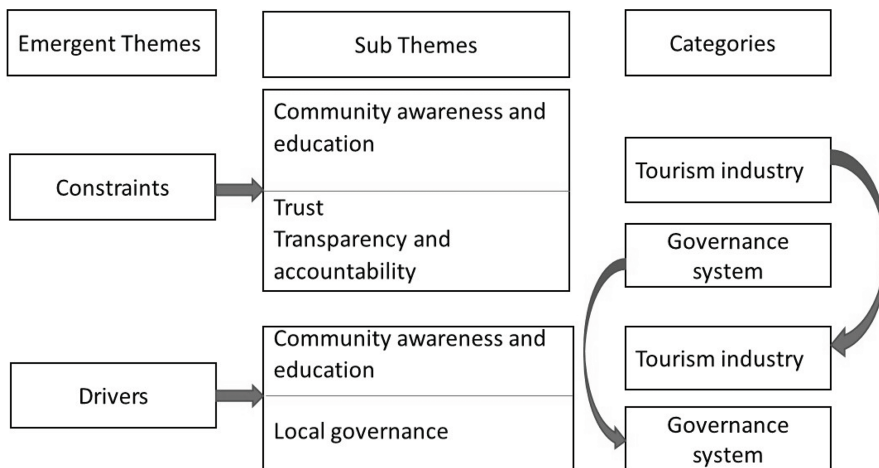 Emergent Themes
Sub Themes
Categories
Constraints
Community awareness and
education
Trust
Transparency and
accountability
Tourism industry
Governance
system
Drivers
Community awareness and
education
Local governance
Tourism industry
Governance
system